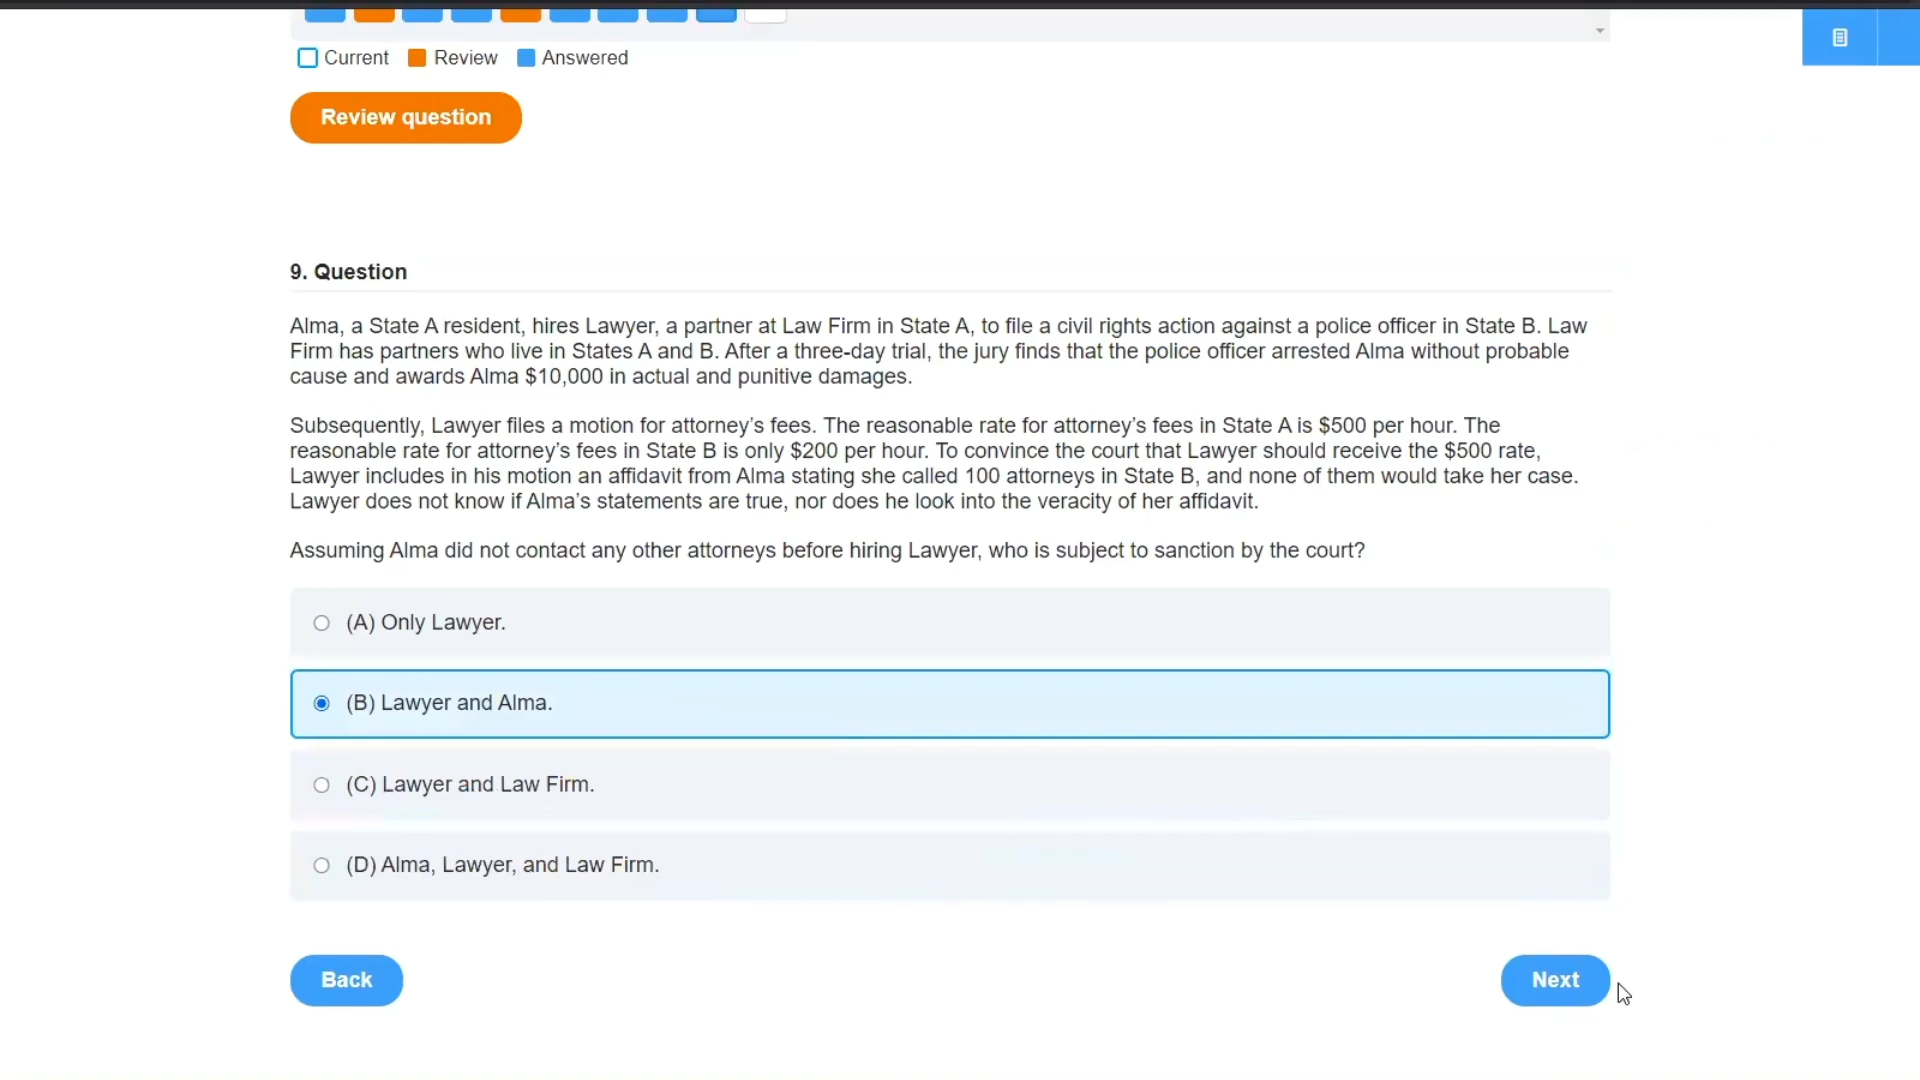 Current Review Answered
Review question
9. Question
Alma, a State A resident, hires Lawyer, a partner at Law Firm in State A, to file a civil rights action against a police officer in State B. Law
Firm has partners who live in States A and B. After a three-day trial, the jury finds that the police officer arrested Alma without probable
cause and awards Alma $10,000 in actual and punitive damages.
Subsequently, Lawyer files a motion for attorney’s fees. The reasonable rate for attorney’s fees in State A is $500 per hour. The
reasonable rate for attorney’s fees in State B is only $200 per hour. To convince the court that Lawyer should receive the $500 rate,
Lawyer includes in his motion an affidavit from Alma stating she called 100 attorneys in State B, and none of them would take her case.
Lawyer does not know if Alma’s statements are true, nor does he look into the veracity of her affidavit.
Assuming Alma did not contact any other attorneys before hiring Lawyer, who is subject to sanction by the court?
(A) Only Lawyer.
(B) Lawyer and Alma.
(C) Lawyer and Law Firm.
(D) Alma, Lawyer, and Law Firm.
Back Next